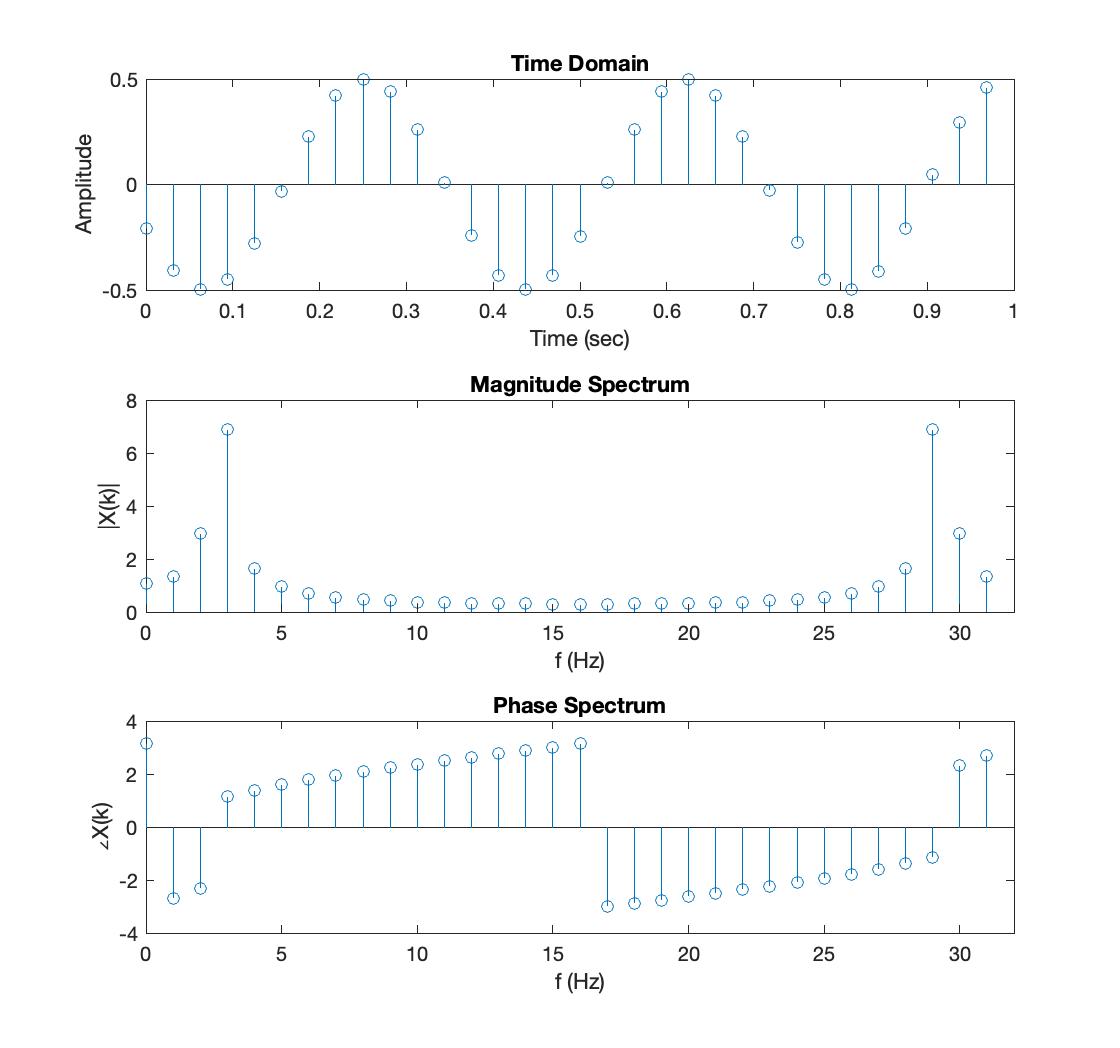 Time Domain
0.5
0
-0.5
Amplitude
0 0.1 0.2 0.3 0.4 0.5 0.6 0.7 0.8 0.9 1
Time (sec)
Magnitude Spectrum
8
6
4
2
0
|X(k)|
0 5 10 15 20 25 30
f (Hz)
Phase Spectrum
4
2
0
-2
-4
∠X(k)
0 5 10 15 20 25 30
f (Hz)